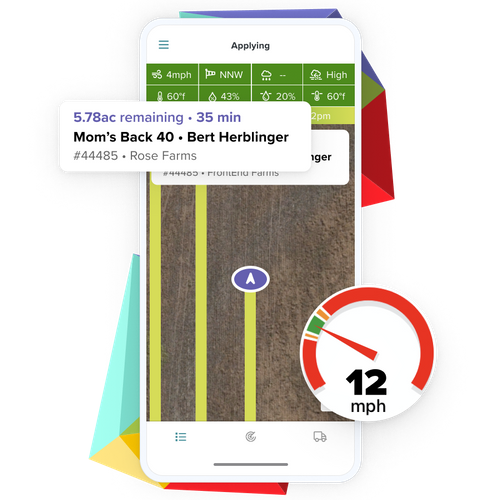 Applying
4mph NNW -- High
60°f 43% 20% 60°f
2pm
5.78ac remaining • 35 min
Mom's Back 40 • Bert Herblinger
#44485 • Rose Farms
nger
#44485 • FrontEnd Farms
12
mph